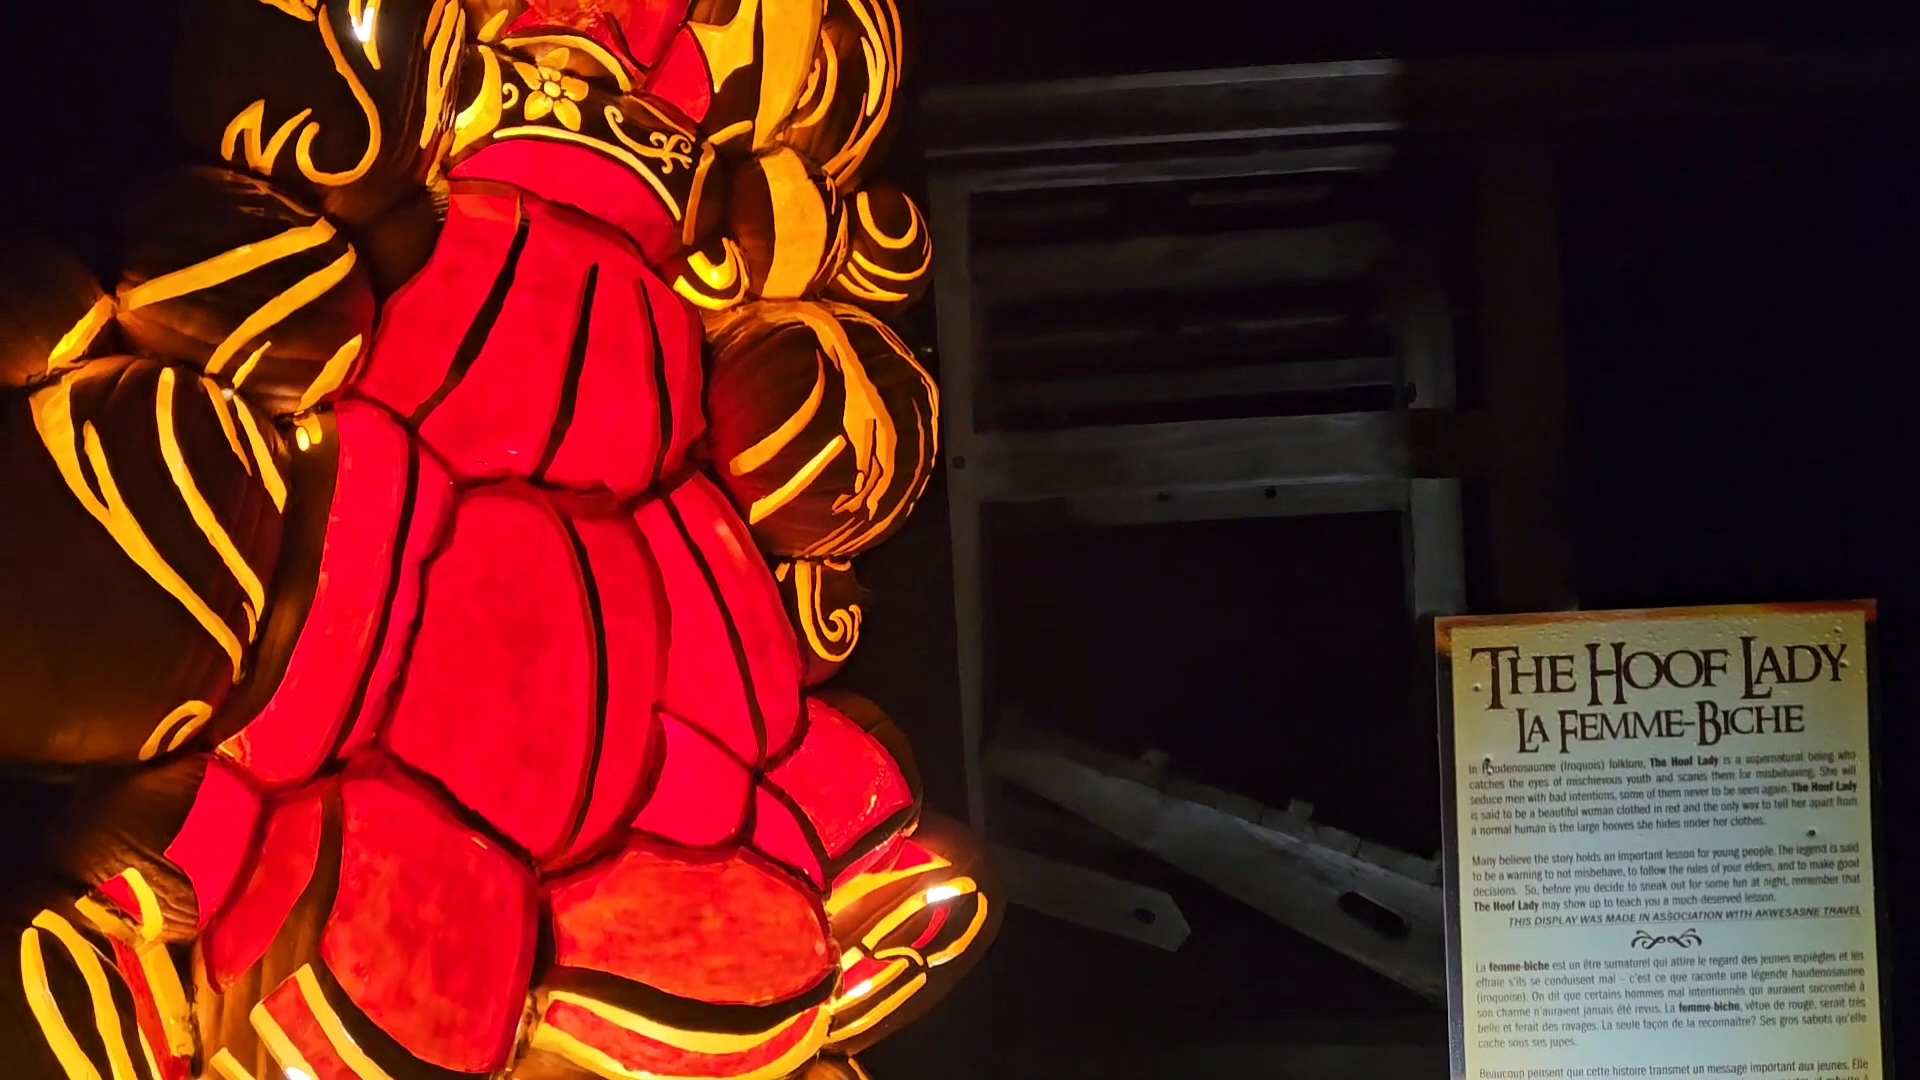 THE HOOF LADY
LA FEMME-BICHE
In Haudenosaunee (Iroquois) folklore, The Hoof Lady is a supernatural being who
catches the eyes of mischievous youth and scares them for misbehaving. She will
seduce men with bad intentions, some of them never to be seen again. The Hoof Lady
is said to be a beautiful woman clothed in red and the only way to tell her apart from
a normal human is the large hooves she hides under her clothes.
Many believe the story holds an important lesson for young people. The legend is said
to be a warning to not misbehave, to follow the rules of your elders, and to make good
decisions. So, before you decide to sneak out for some fun at night, remember that
The Hoof Lady may show up to teach you a much-deserved lesson.
THIS DISPLAY WAS MADE IN ASSOCIATION WITH AKWESASNE TRAVEL
La femme-biche est un être surnaturel qui attire le regard des jeunes espiègles et les
effraie s'ils se conduisent mal – c'est ce que raconte une légende haudenosaunee
(iroquoise). On dit que certains hommes mal intentionnés qui auraient succombé à
son charme n'auraient jamais été revus. La femme-biche, vêtue de rouge, serait très
belle et ferait des ravages. La seule façon de la reconnaître? Ses gros sabots qu'elle
cache sous ses jupes.
Beaucoup pensent que cette histoire transmet un message important aux jeunes. Elle